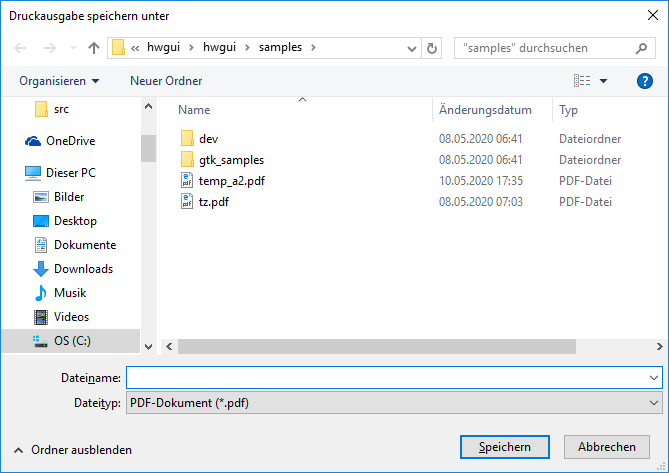 Druckausgabe speichern unter
« hwgui › hwgui › samples ›
"samples" durchsuchen
Organisieren Neuer Ordner
Name Änderungsdatum Typ
dev 08.05.2020 06:41 Dateiordner
gtk_samples 08.05.2020 06:41 Dateiordner
temp_a2.pdf 10.05.2020 17:35 PDF-Datei
tz.pdf 08.05.2020 07:03 PDF-Datei
src
OneDrive
Dieser PC
Bilder
Desktop
Dokumente
Downloads
Musik
Videos
OS (C:)
Dateiname:
Dateityp: PDF-Dokument (*.pdf)
Ordner ausblenden
Speichern Abbrechen